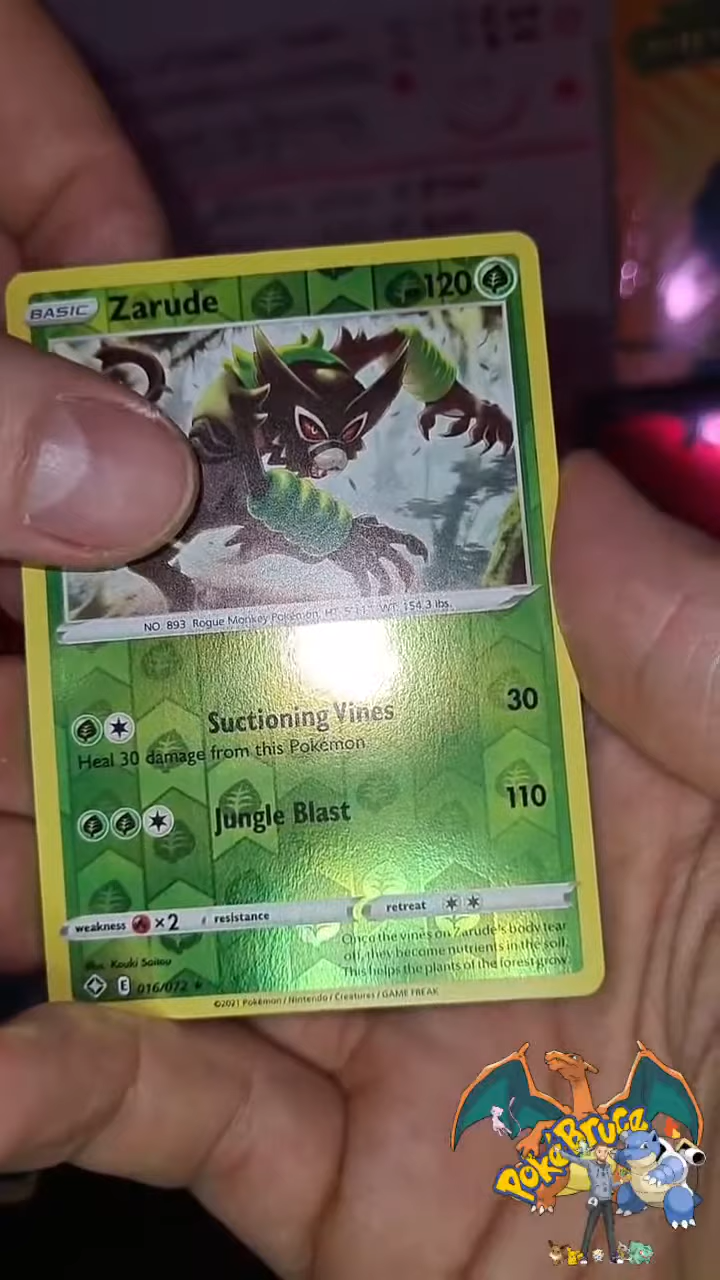 BASIC Zarude 120
NO. 893 Rogue Monkey Pokémon HT: 5'11" WT: 154.3 lbs.
Suctioning Vines 30
Heal 30 damage from this Pokémon
Jungle Blast 110
weakness ×2 resistance retreat
Once the vines on Zarude's body tear
off, they become nutrients in the soil.
This helps the plants of the forest grow.
Illus. Kouki Saitou
E 016/072 ★
©2021 Pokémon / Nintendo / Creatures / GAME FREAK
PokéBruce